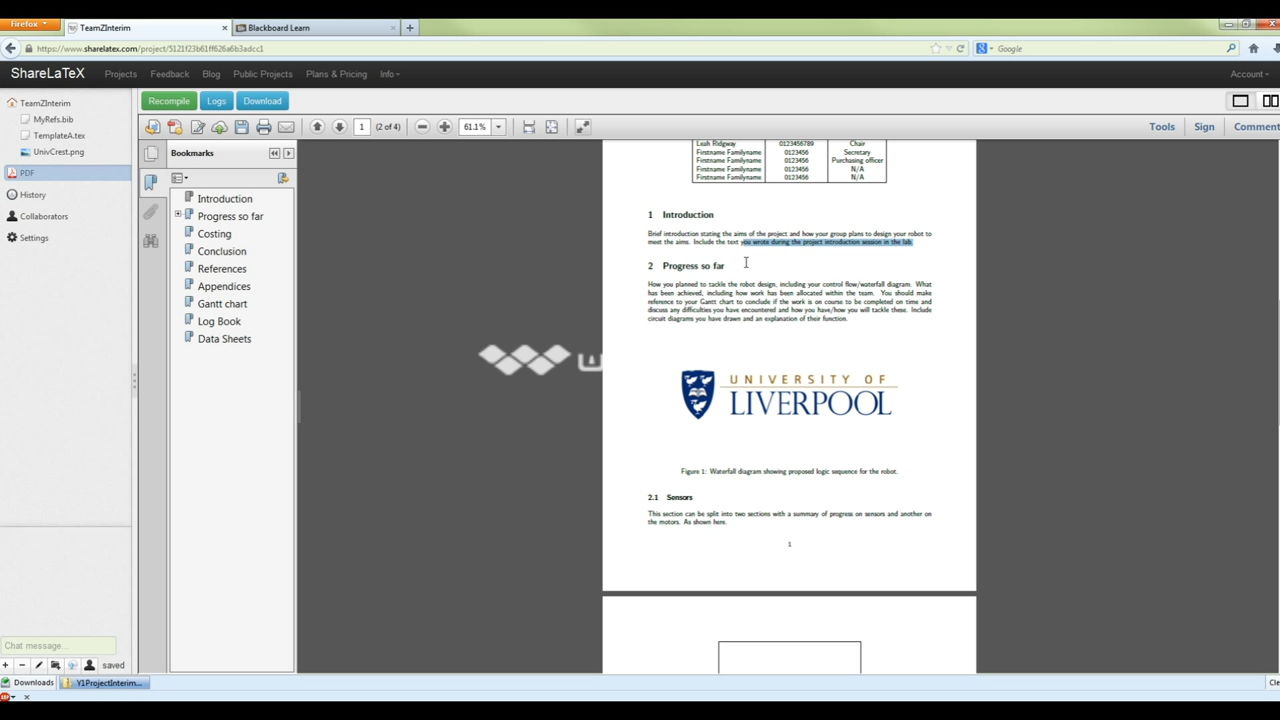 Firefox
TeamZInterim
Blackboard Learn
https://www.sharelatex.com/project/5121f23b61ff626a6b3adcc1
Google
ShareLaTeX
Projects
Feedback
Blog
Public Projects
Plans & Pricing
Info
Account
TeamZInterim
MyRefs.bib
TemplateA.tex
UnivCrest.png
PDF
History
Collaborators
Settings
Recompile
Logs
Download
1
(2 of 4)
61.1%
Tools
Sign
Comment
Bookmarks
Introduction
Progress so far
Costing
Conclusion
References
Appendices
Gantt chart
Log Book
Data Sheets
Leah Ridgway 0123456789 Chair
Firstname Familyname 0123456 Secretary
Firstname Familyname 0123456 Purchasing officer
Firstname Familyname 0123456 N/A
Firstname Familyname 0123456 N/A
1 Introduction
Brief introduction stating the aims of the project and how your group plans to design your robot to
meet the aims. Include the text you wrote during the project introduction session in the lab.
2 Progress so far
How you planned to tackle the robot design, including your control flow/waterfall diagram. What
has been achieved, including how work has been allocated within the team. You should make
reference to your Gantt chart to conclude if the work is on course to be completed on time and
discuss any difficulties you have encountered and how you have/how you will tackle these. Include
circuit diagrams you have drawn and an explanation of their function.
UNIVERSITY OF
LIVERPOOL
Figure 1: Waterfall diagram showing proposed logic sequence for the robot.
2.1 Sensors
This section can be split into two sections with a summary of progress on sensors and another on
the motors. As shown here.
1
Chat message...
saved
Downloads
Y1ProjectInterim...